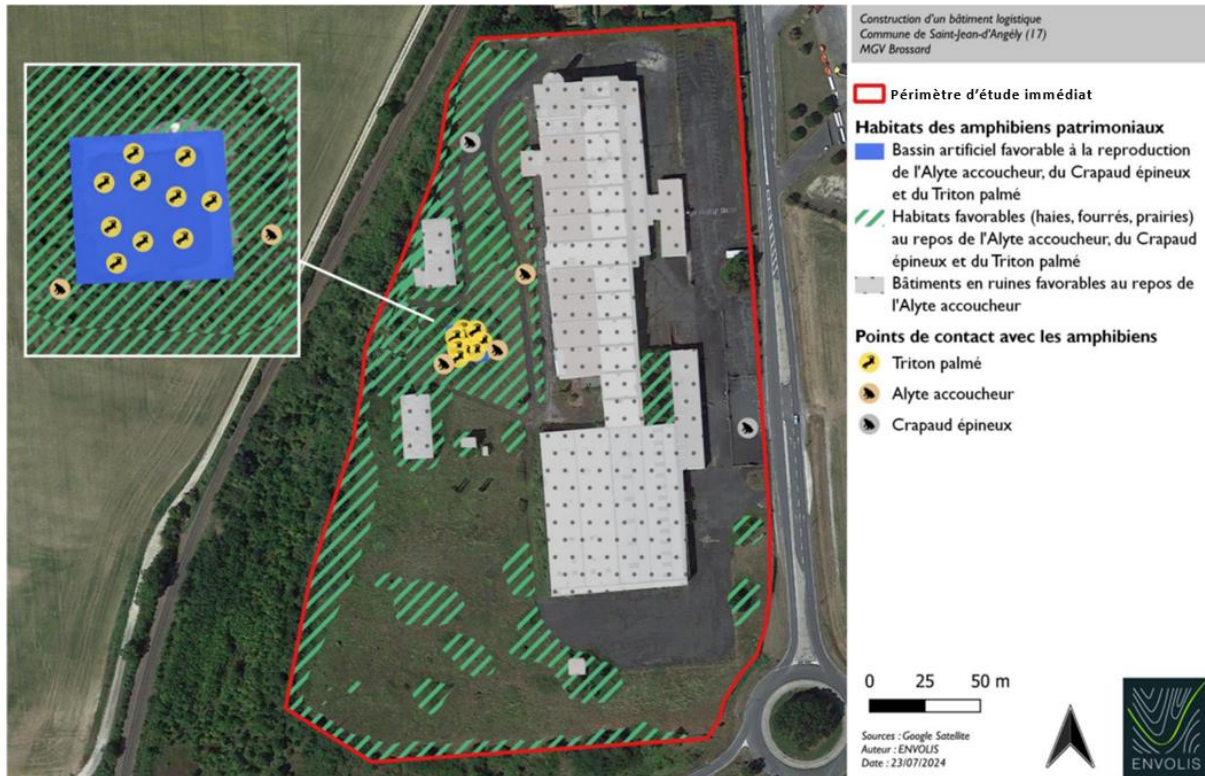 Construction d'un bâtiment logistique
Commune de Saint-Jean-d'Angély (17)
MGV Brossard
Périmètre d'étude immédiat
Habitats des amphibiens patrimoniaux
Bassin artificiel favorable à la reproduction
de l'Alyte accoucheur, du Crapaud épineux
et du Triton palmé
Habitats favorables (haies, fourrés, prairies)
au repos de l'Alyte accoucheur, du Crapaud
épineux et du Triton palmé
Bâtiments en ruines favorables au repos de
l'Alyte accoucheur
Points de contact avec les amphibiens
Triton palmé
Alyte accoucheur
Crapaud épineux
0 25 50 m
Sources : Google Satellite
Auteur : ENVOLIS
Date : 23/07/2024
ENVOLIS